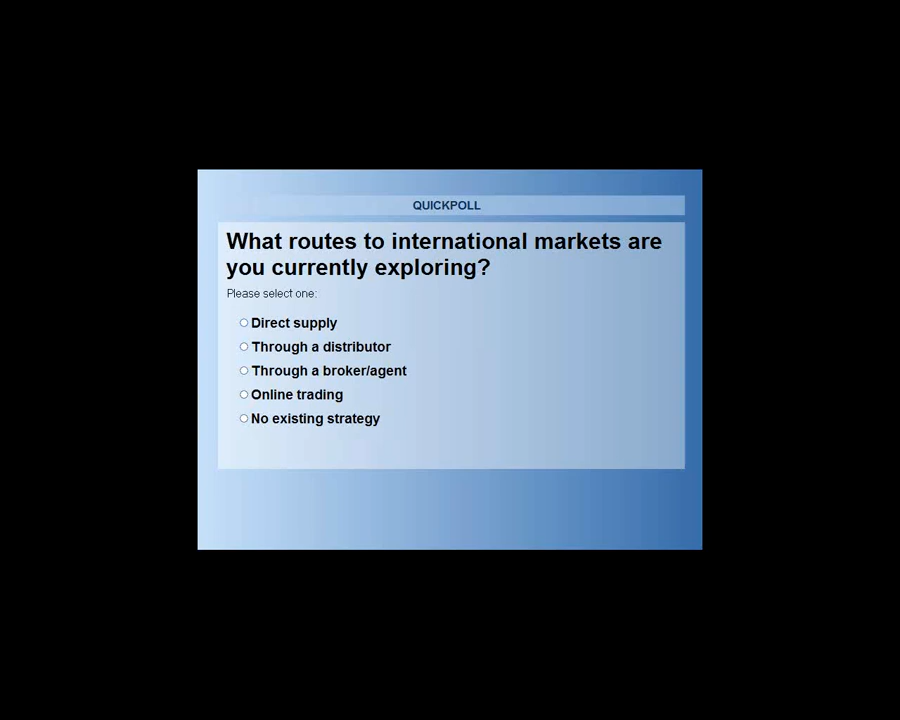 QUICKPOLL
What routes to international markets are
you currently exploring?
Please select one:
Direct supply
Through a distributor
Through a broker/agent
Online trading
No existing strategy